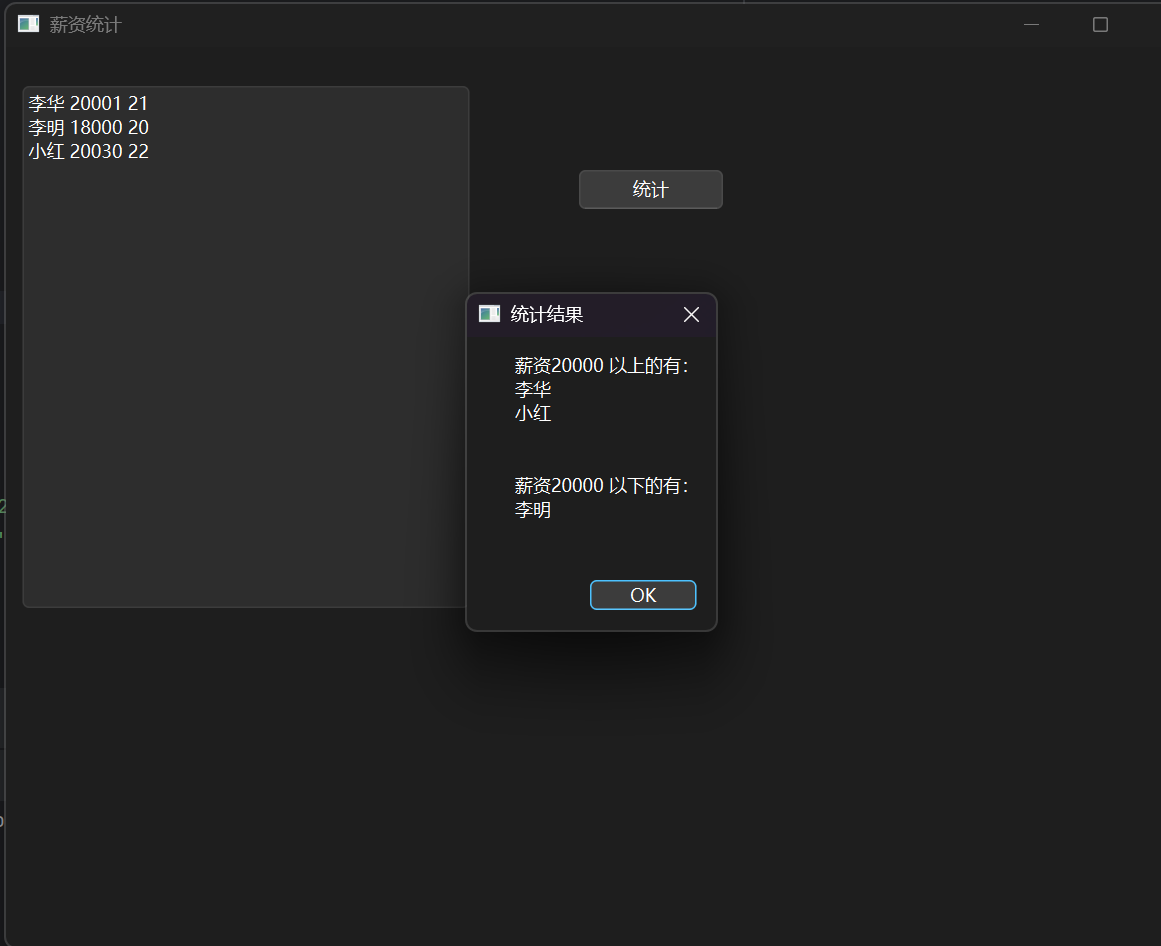 薪资统计
李华 20001 21
李明 18000 20
小红 20030 22
统计
统计结果
薪资20000 以上的有：
李华
小红
薪资20000 以下的有：
李明
OK